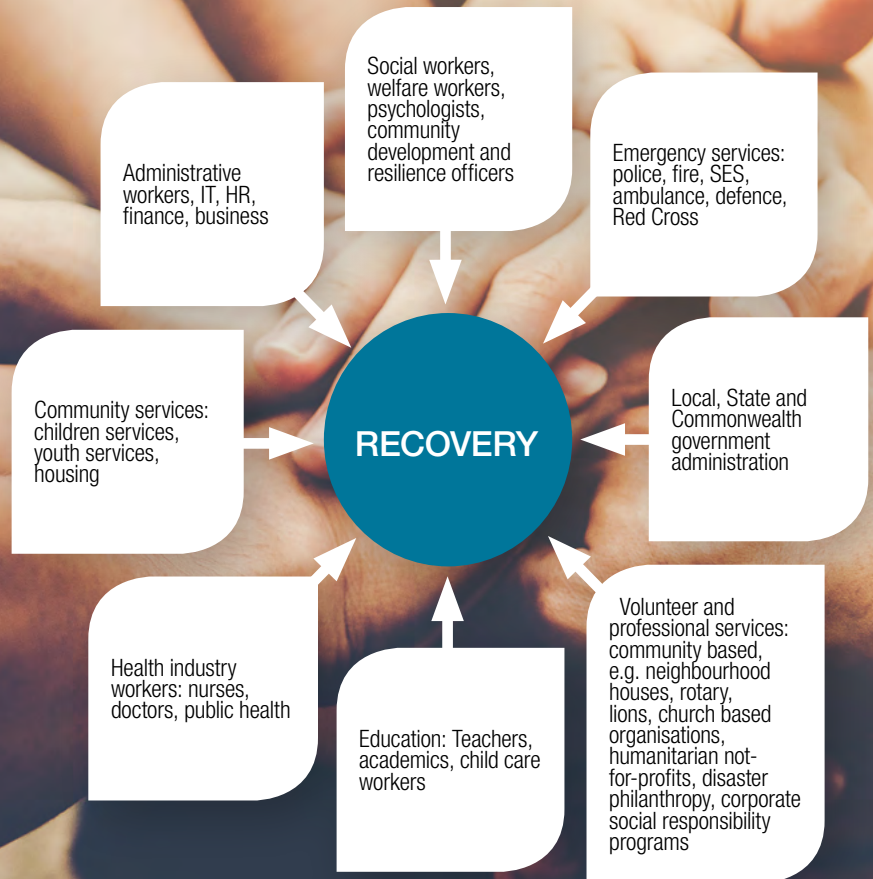 Social workers,
welfare workers,
psychologists,
community
development and
resilience officers
Emergency services:
police, fire, SES,
ambulance, defence,
Red Cross
Local, State and
Commonwealth
government
administration
Volunteer and
professional services:
community based,
e.g. neighbourhood
houses, rotary,
lions, church based
organisations,
humanitarian not-
for-profits, disaster
philanthropy, corporate
social responsibility
programs
Education: Teachers,
academics, child care
workers
Health industry
workers: nurses,
doctors, public health
Community services:
children services,
youth services,
housing
Administrative
workers, IT, HR,
finance, business
RECOVERY